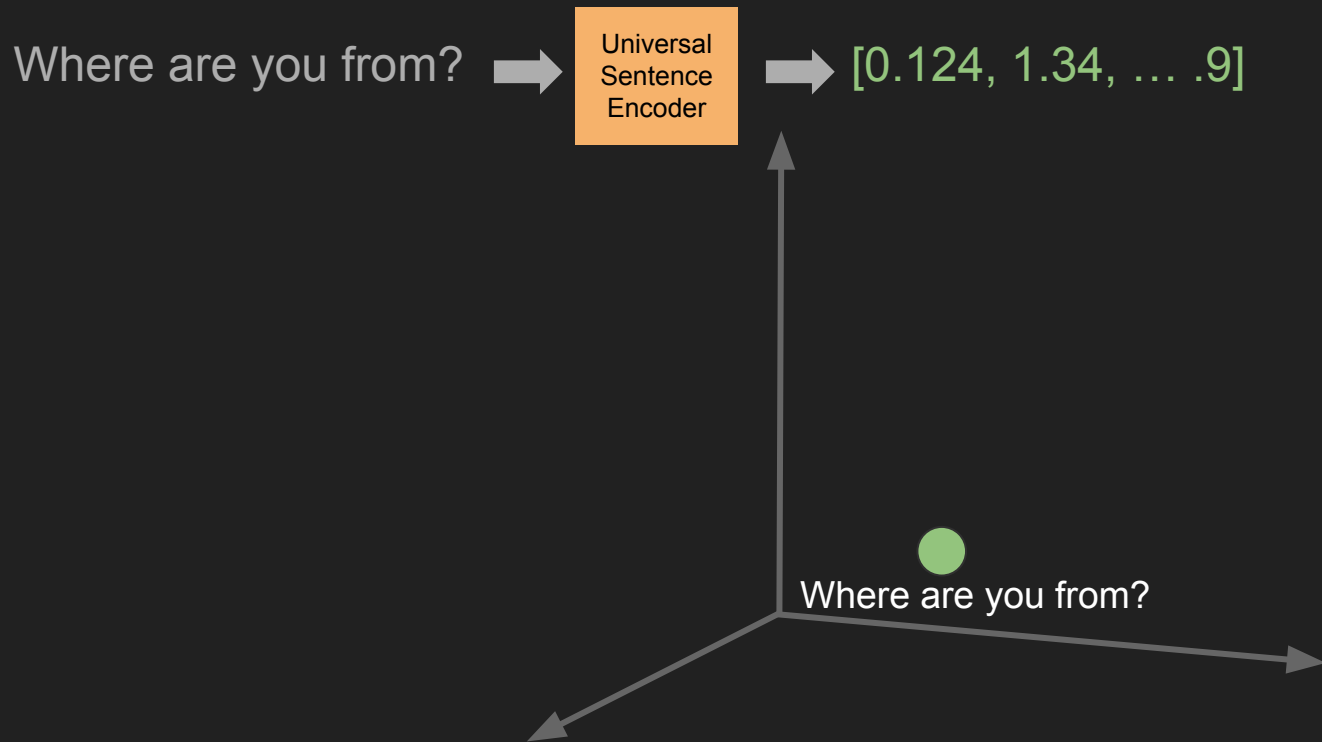 Where are you from?
Universal
Sentence
Encoder
[0.124, 1.34, … .9]
Where are you from?